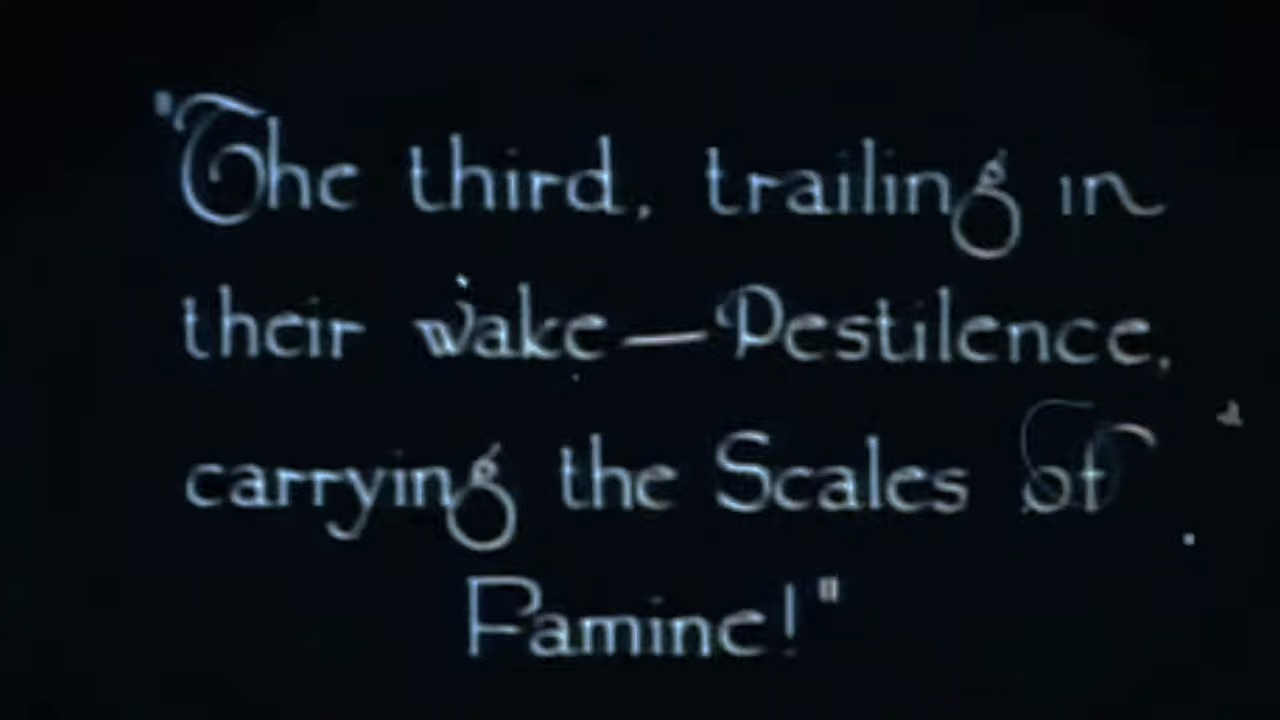 "The third, trailing in
their wake—Pestilence,
carrying the Scales of
Famine!"